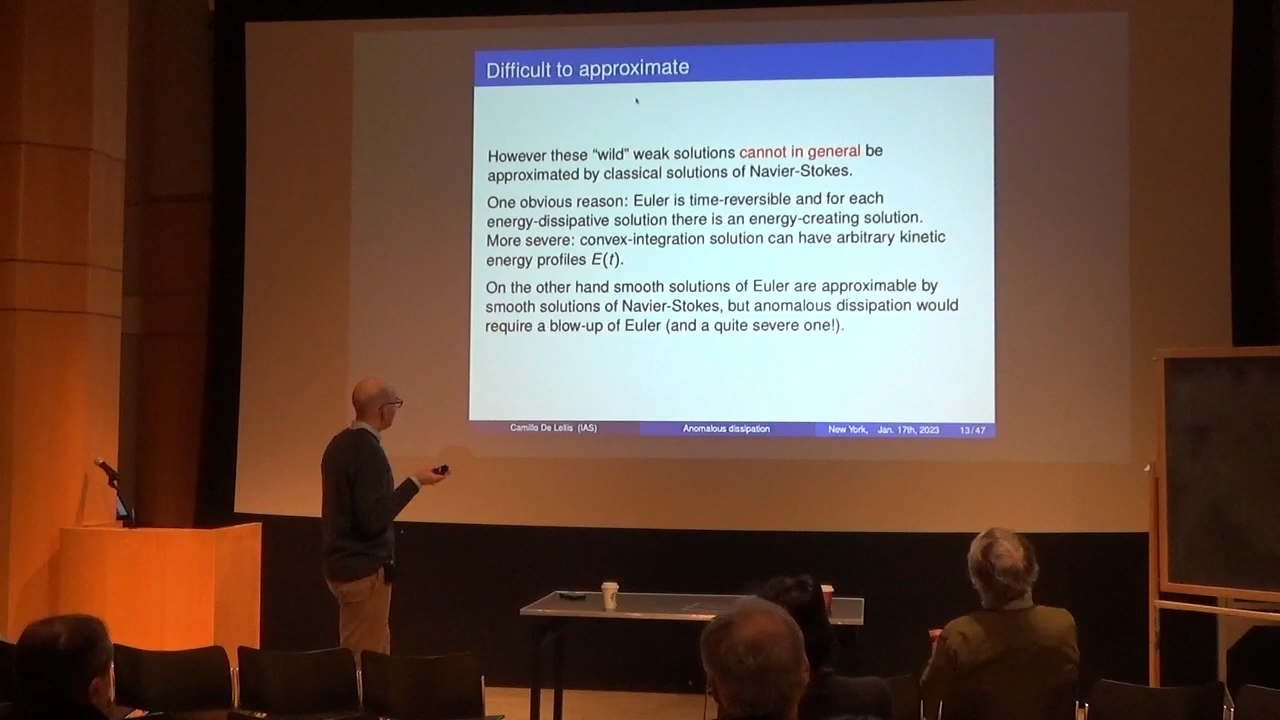 Difficult to approximate
However these “wild” weak solutions cannot in general be
approximated by classical solutions of Navier-Stokes.
One obvious reason: Euler is time-reversible and for each
energy-dissipative solution there is an energy-creating solution.
More severe: convex-integration solution can have arbitrary kinetic
energy profiles E(t).
On the other hand smooth solutions of Euler are approximable by
smooth solutions of Navier-Stokes, but anomalous dissipation would
require a blow-up of Euler (and a quite severe one!).
Camillo De Lellis (IAS) Anomalous dissipation New York, Jan. 17th, 2023 13/47